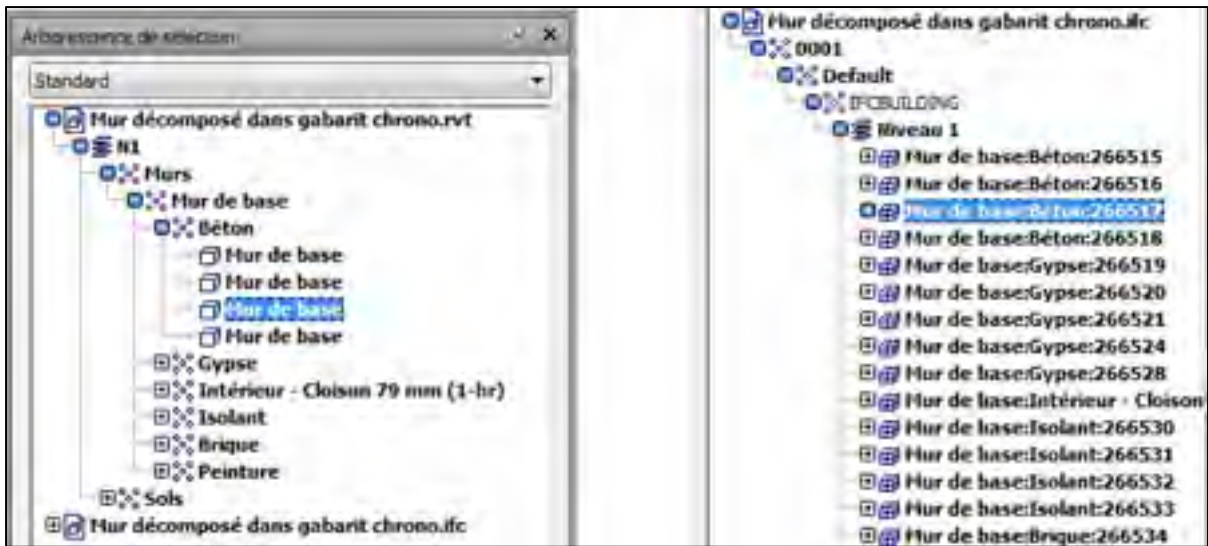 Arborescence de sélection
Standard
Mur décomposé dans gabarit chrono.rvt
N1
Murs
Mur de base
Béton
Mur de base
Mur de base
Mur de base
Mur de base
Gypse
Intérieur - Cloison 79 mm (1-hr)
Isolant
Brique
Peinture
Sols
Mur décomposé dans gabarit chrono.ifc
Mur décomposé dans gabarit chrono.ifc
0001
Default
IFCBUILDING
Niveau 1
Mur de base:Béton:266515
Mur de base:Béton:266516
Mur de base:Béton:266517
Mur de base:Béton:266518
Mur de base:Gypse:266519
Mur de base:Gypse:266520
Mur de base:Gypse:266521
Mur de base:Gypse:266524
Mur de base:Gypse:266528
Mur de base:Intérieur - Cloison
Mur de base:Isolant:266530
Mur de base:Isolant:266531
Mur de base:Isolant:266532
Mur de base:Isolant:266533
Mur de base:Brique:266534